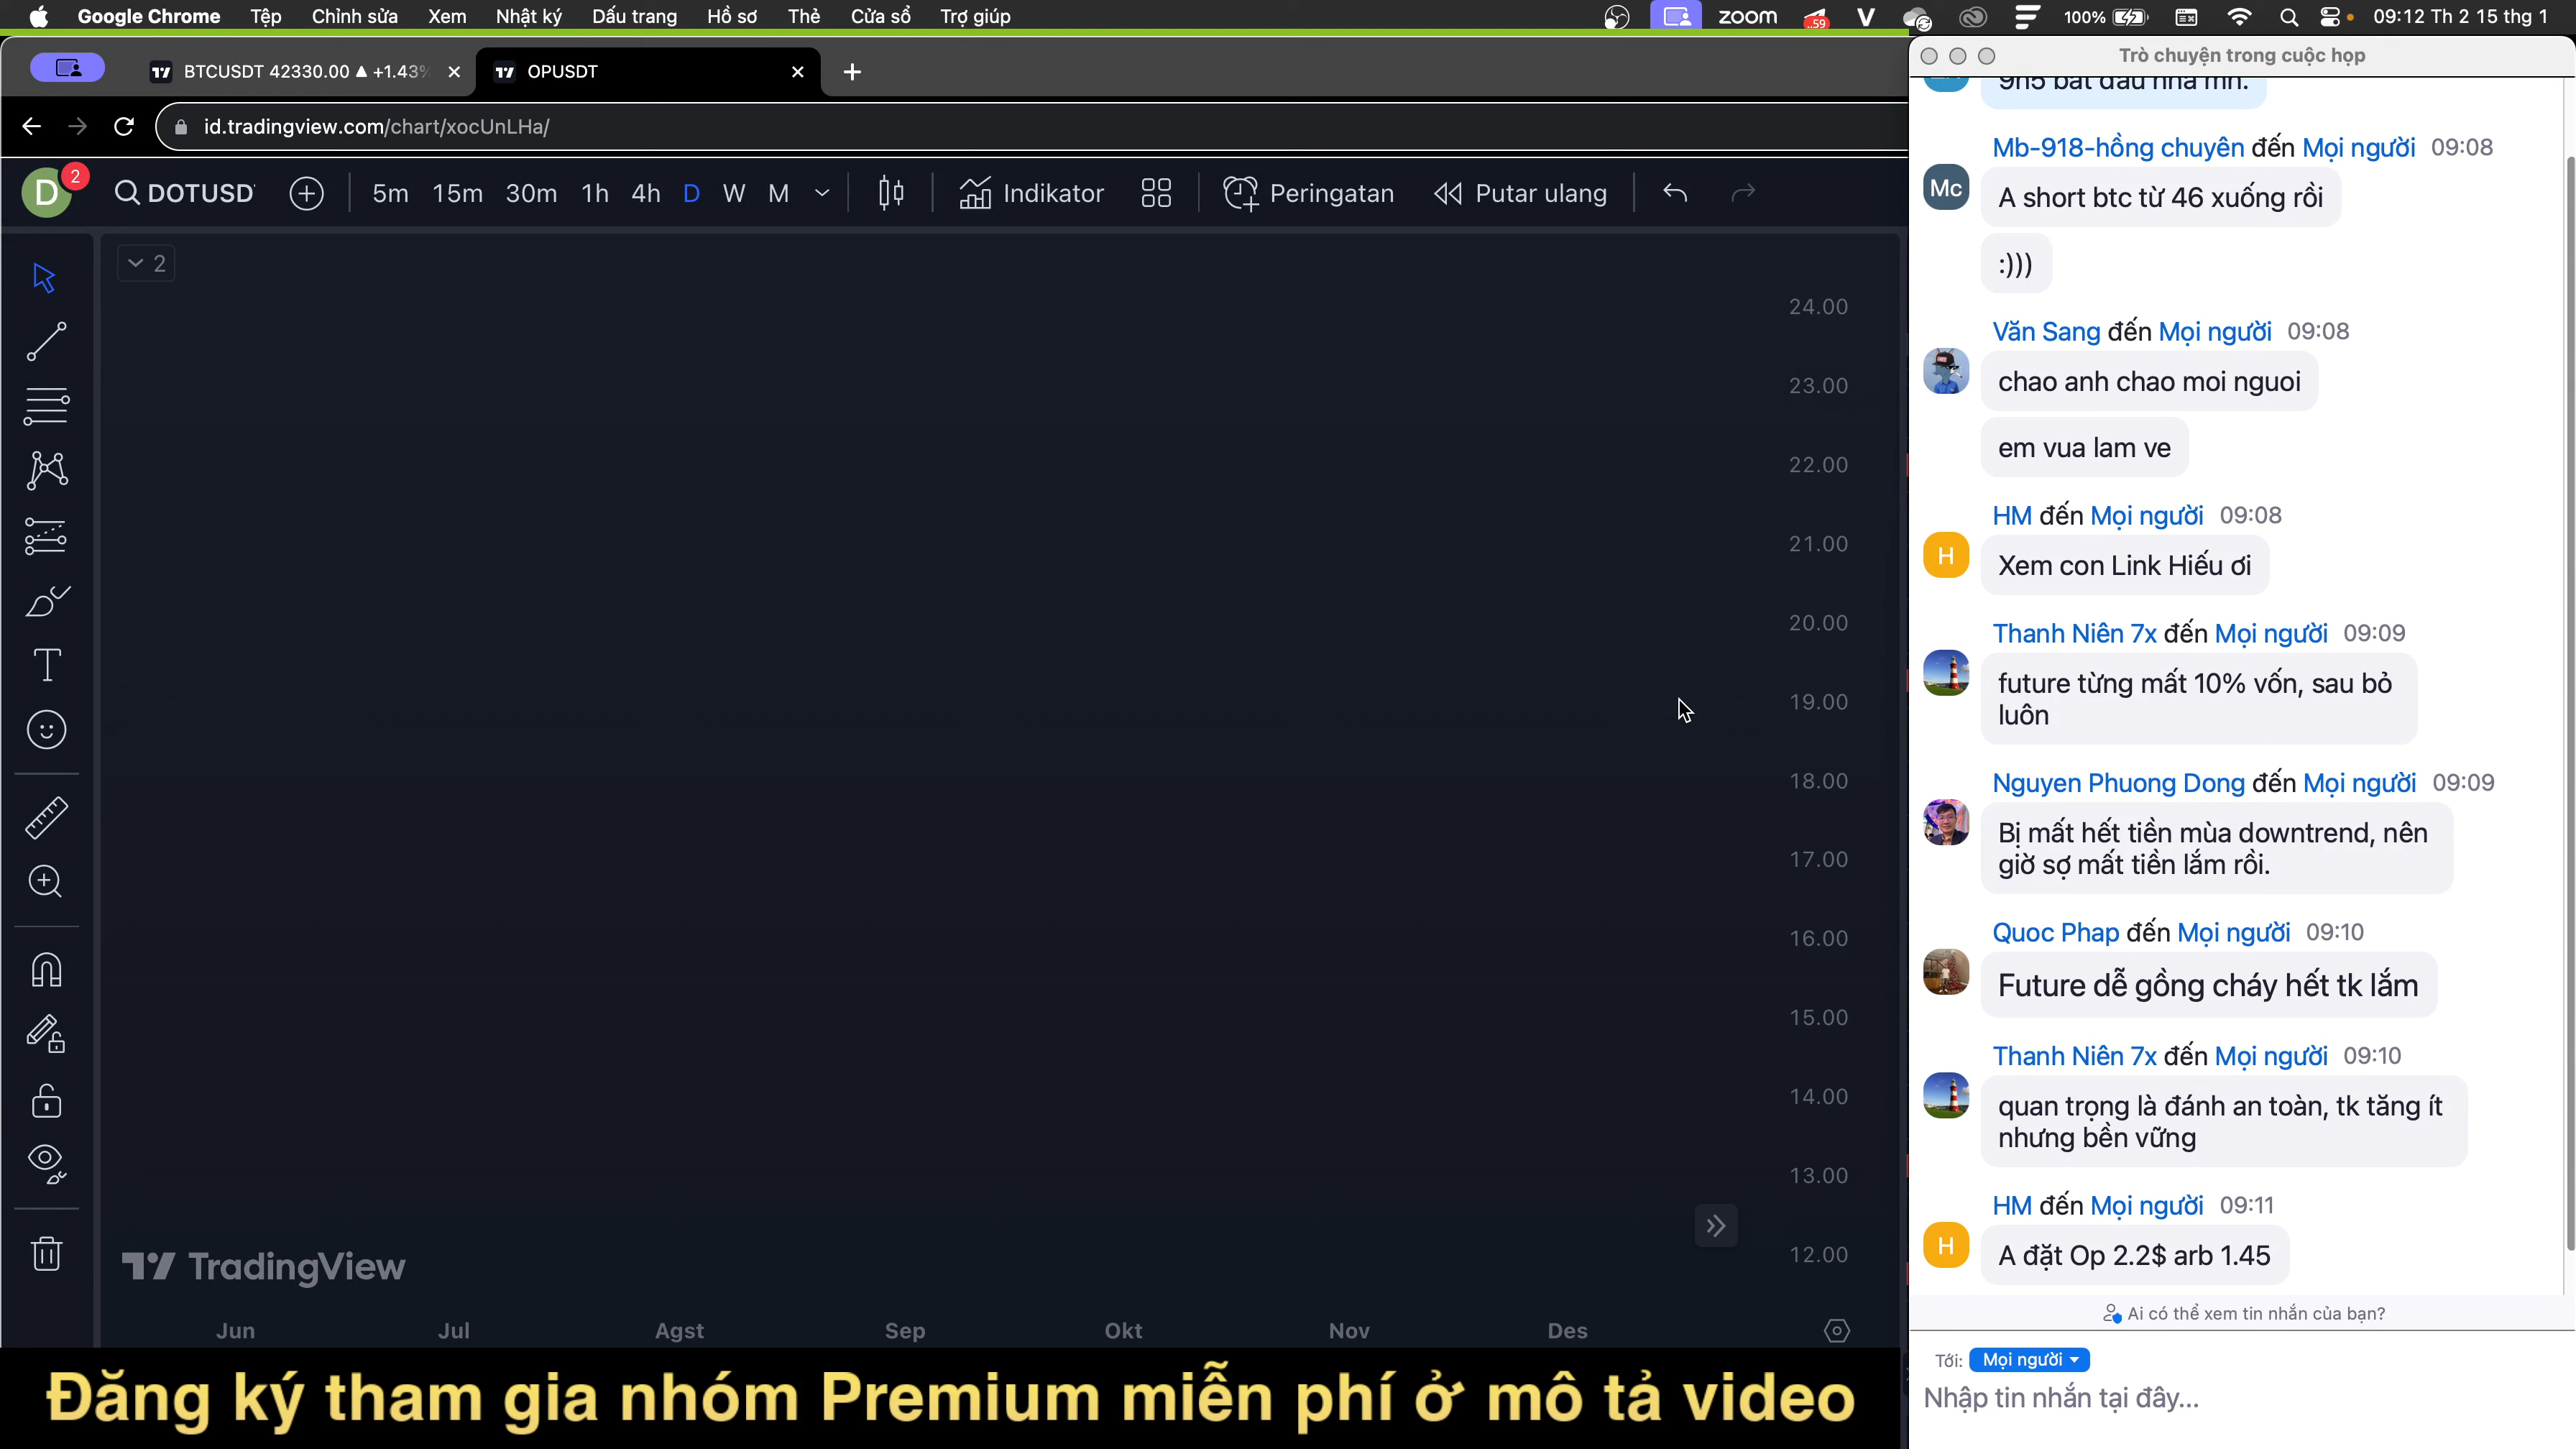 Google Chrome Tệp Chỉnh sửa Xem Nhật ký Dấu trang Hồ sơ Thẻ Cửa sổ Trợ giúp
zoom ..59 V 100% 09:12 Th 2 15 thg 1
BTCUSDT 42330.00 ▲ +1.43%
OPUSDT
id.tradingview.com/chart/xocUnLHa/
D 2 DOTUSD 5m 15m 30m 1h 4h D W M Indikator Peringatan Putar ulang
2
24.00
23.00
22.00
21.00
20.00
19.00
18.00
17.00
16.00
15.00
14.00
13.00
12.00
TradingView
Jun Jul Agst Sep Okt Nov Des
Đăng ký tham gia nhóm Premium miễn phí ở mô tả video
Trò chuyện trong cuộc họp
9h5 bắt đầu nha mn.
Mb-918-hồng chuyên đến Mọi người 09:08
Mc
A short btc từ 46 xuống rồi
:)))
Văn Sang đến Mọi người 09:08
chao anh chao moi nguoi
em vua lam ve
HM đến Mọi người 09:08
H
Xem con Link Hiếu ơi
Thanh Niên 7x đến Mọi người 09:09
future từng mất 10% vốn, sau bỏ
luôn
Nguyen Phuong Dong đến Mọi người 09:09
Bị mất hết tiền mùa downtrend, nên
giờ sợ mất tiền lắm rồi.
Quoc Phap đến Mọi người 09:10
Future dễ gồng cháy hết tk lắm
Thanh Niên 7x đến Mọi người 09:10
quan trọng là đánh an toàn, tk tăng ít
nhưng bền vững
HM đến Mọi người 09:11
H
A đặt Op 2.2$ arb 1.45
Ai có thể xem tin nhắn của bạn?
Tới: Mọi người
Nhập tin nhắn tại đây...